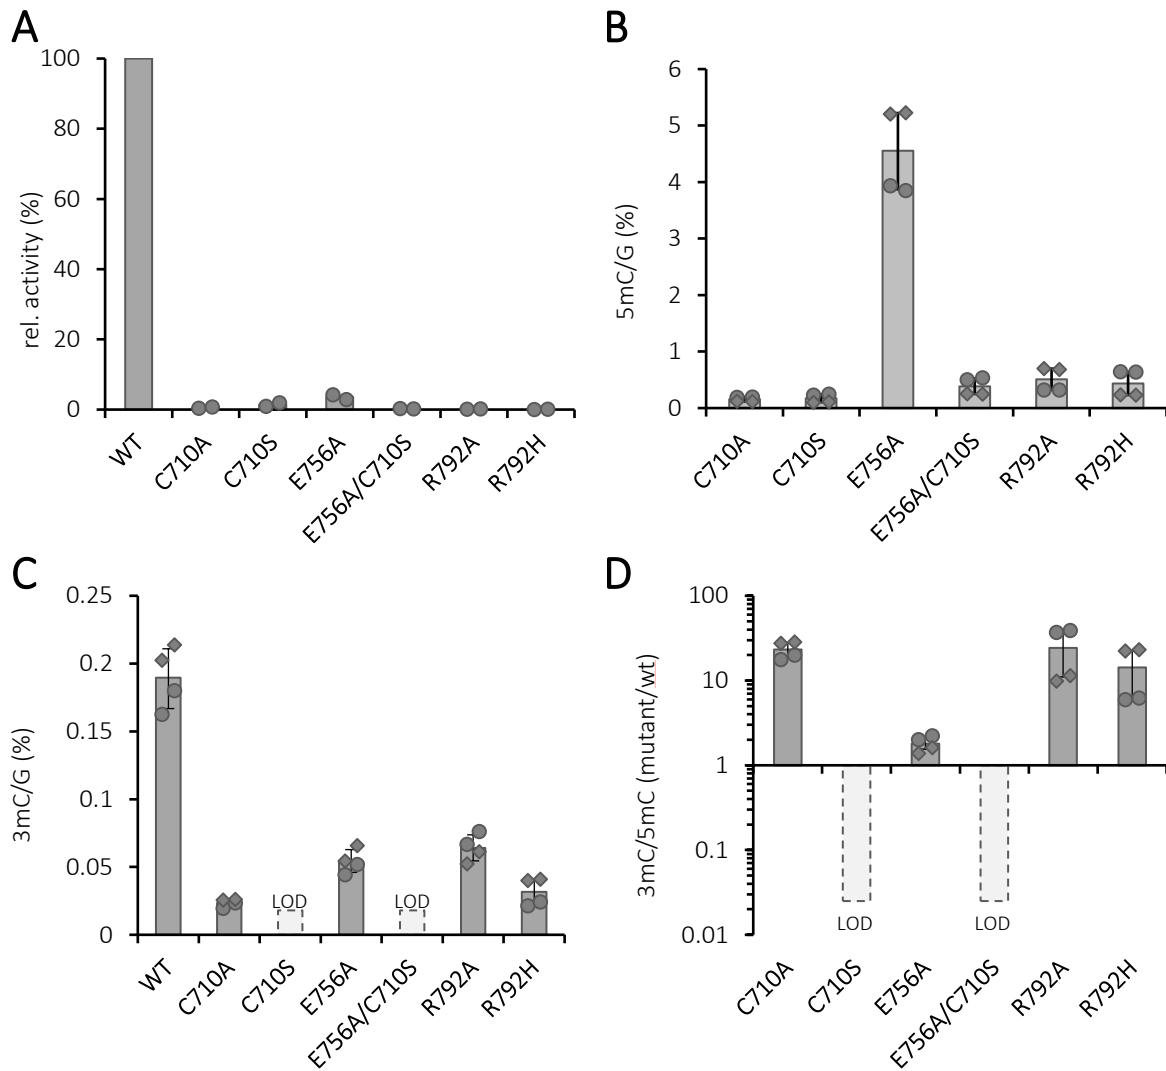 A
rel. activity (%)
100
80
60
40
20
0
WT
C710A
C710S
E756A
E756A/C710S
R792A
R792H
B
5mC/G (%)
6
5
4
3
2
1
0
C710A
C710S
E756A
E756A/C710S
R792A
R792H
C
3mC/G (%)
0.25
0.2
0.15
0.1
0.05
0
LOD
LOD
WT
C710A
C710S
E756A
E756A/C710S
R792A
R792H
D
3mC/5mC (mutant/wt)
100
10
1
0.1
0.01
LOD
LOD
C710A
C710S
E756A
E756A/C710S
R792A
R792H